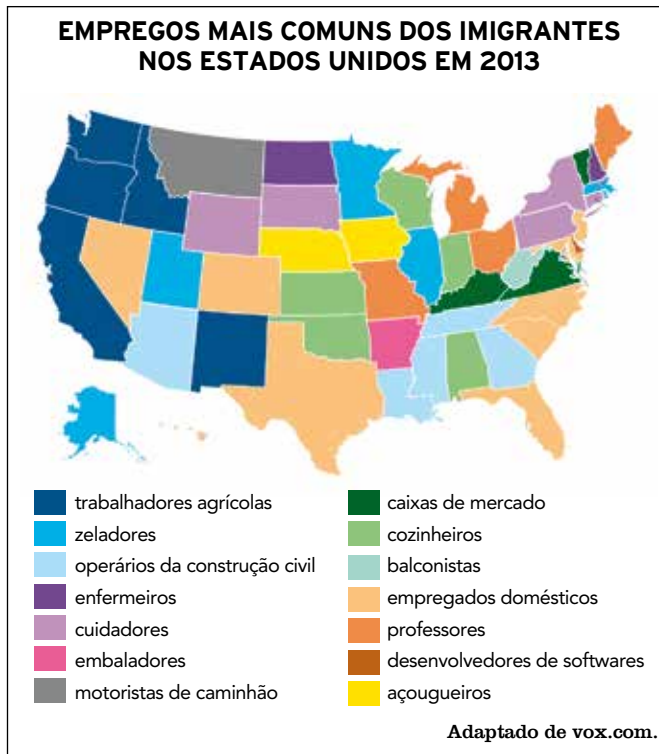 EMPREGOS MAIS COMUNS DOS IMIGRANTES
NOS ESTADOS UNIDOS EM 2013
trabalhadores agrícolas
zeladores
operários da construção civil
enfermeiros
cuidadores
embaladores
motoristas de caminhão
caixas de mercado
cozinheiros
balconistas
empregados domésticos
professores
desenvolvedores de softwares
açougueiros
Adaptado de vox.com.